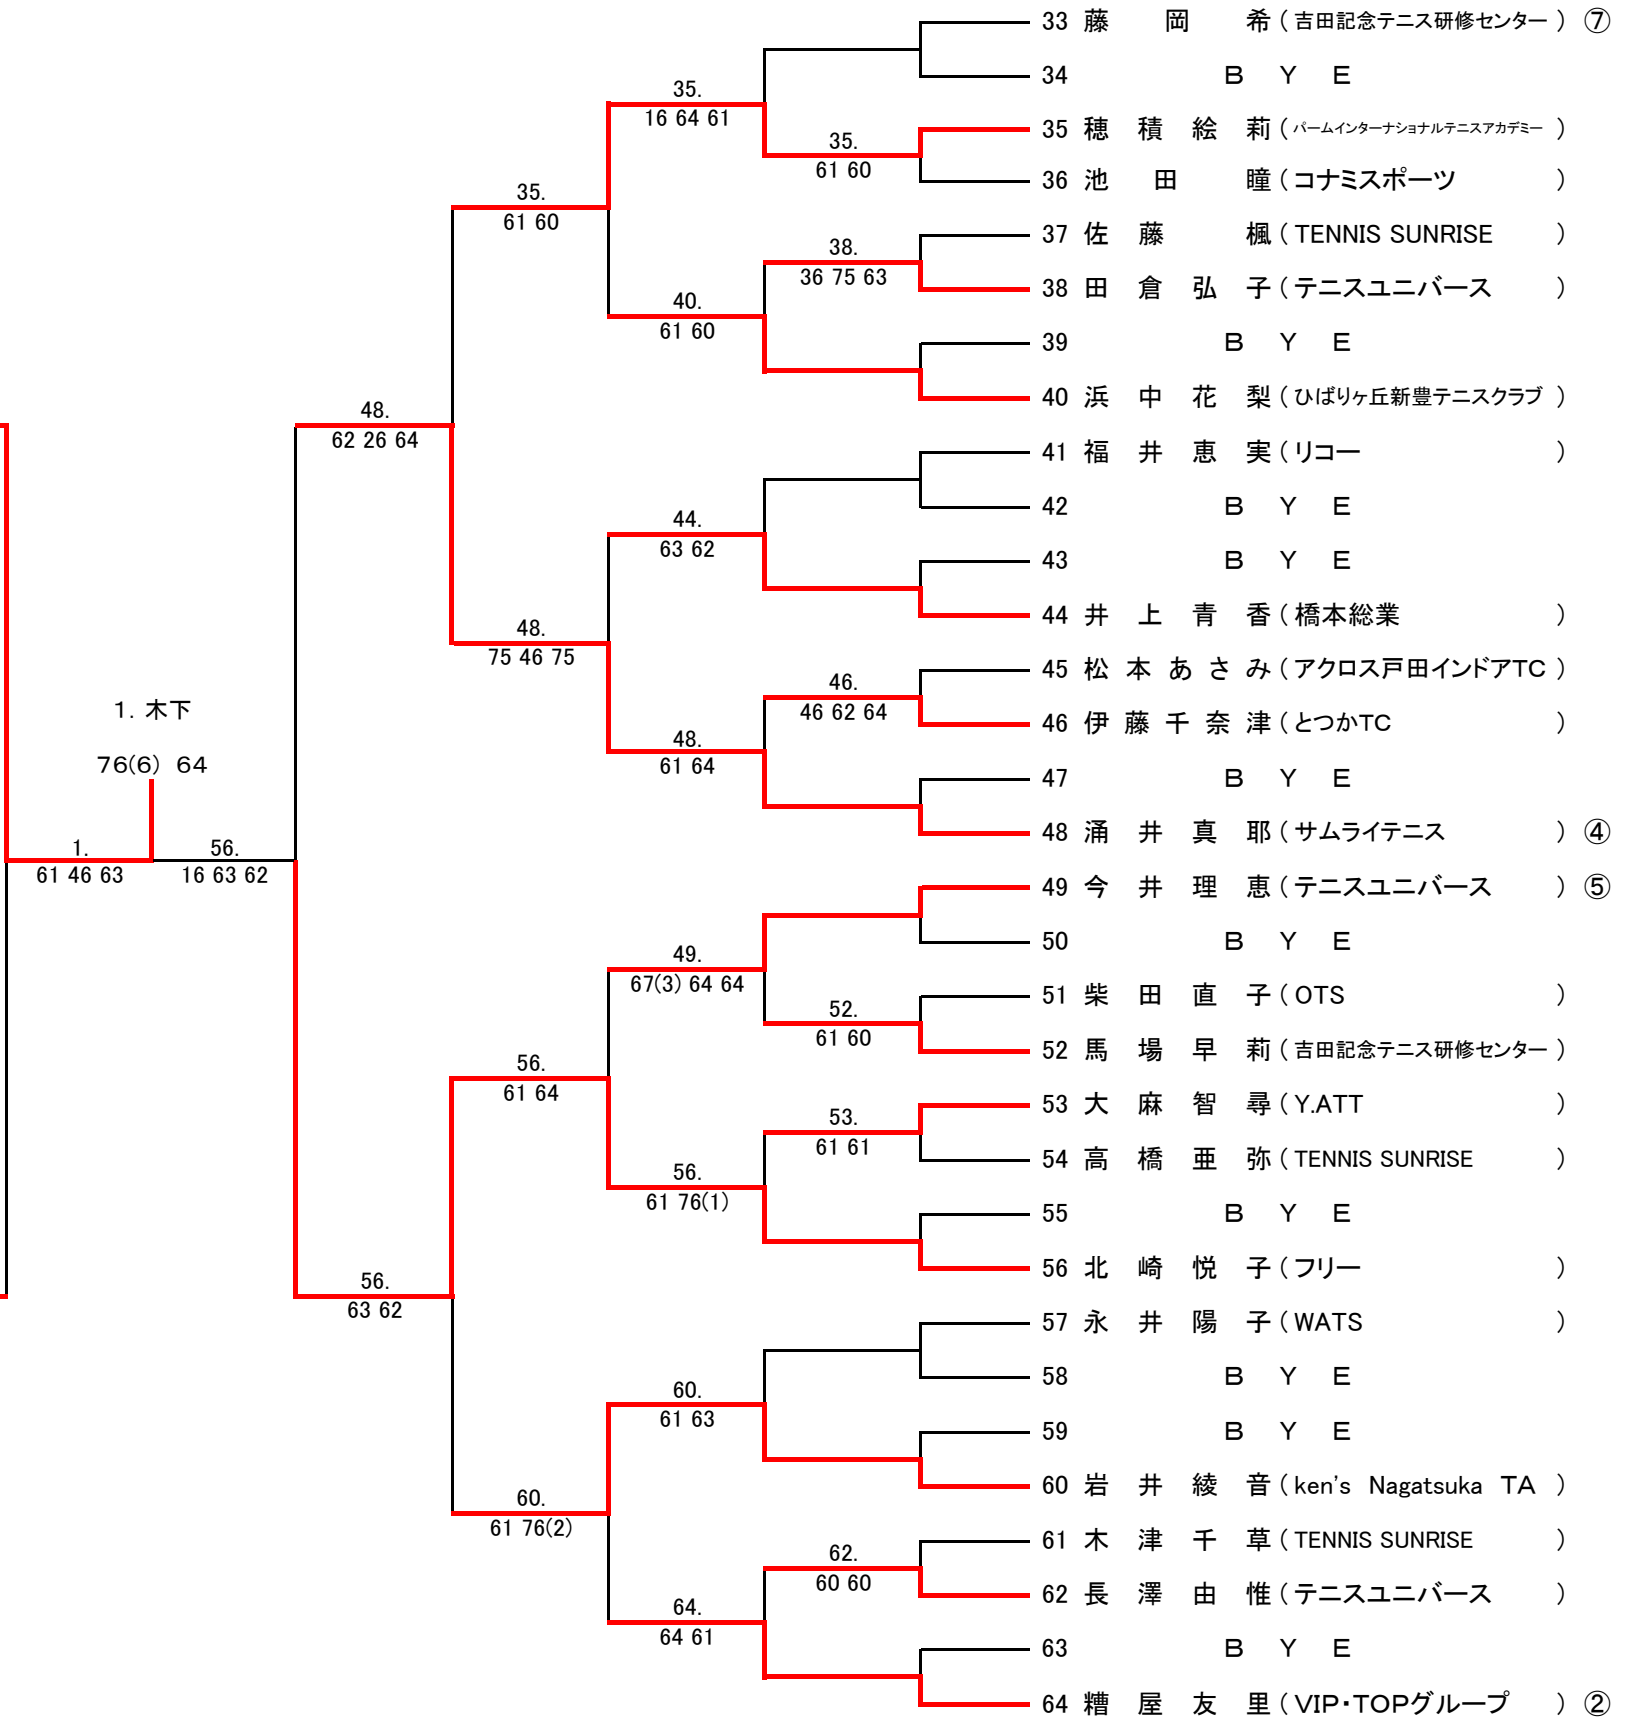 33 藤岡希 (吉田記念テニス研修センター) ⑦
34 BYE
35 穂積絵莉 (パームインターナショナルテニスアカデミー)
36 池田瞳 (コナミスポーツ)
37 佐藤楓 (TENNIS SUNRISE)
38 田倉弘子 (テニスユニバース)
39 BYE
40 浜中花梨 (ひばりヶ丘新豊テニスクラブ)
41 福井恵実 (リコー)
42 BYE
43 BYE
44 井上青香 (橋本総業)
45 松本あさみ (アクロス戸田インドアTC)
46 伊藤千奈津 (とつかTC)
47 BYE
48 涌井真耶 (サムライテニス) ④
49 今井理恵 (テニスユニバース) ⑤
50 BYE
51 柴田直子 (OTS)
52 馬場早莉 (吉田記念テニス研修センター)
53 大麻智尋 (Y.ATT)
54 高橋亜弥 (TENNIS SUNRISE)
55 BYE
56 北崎悦子 (フリー)
57 永井陽子 (WATS)
58 BYE
59 BYE
60 岩井綾音 (ken's Nagatsuka TA)
61 木津千草 (TENNIS SUNRISE)
62 長澤由惟 (テニスユニバース)
63 BYE
64 糟屋友里 (VIP・TOPグループ) ②
35.
61 60
38.
36 75 63
46.
46 62 64
52.
61 60
53.
61 61
62.
60 60
35.
16 64 61
40.
61 60
44.
63 62
48.
61 64
49.
67(3) 64 64
56.
61 76(1)
60.
61 63
64.
64 61
35.
61 60
48.
75 46 75
56.
61 64
60.
61 76(2)
48.
62 26 64
56.
63 62
56.
16 63 62
1.
61 46 63
1. 木下
76(6) 64